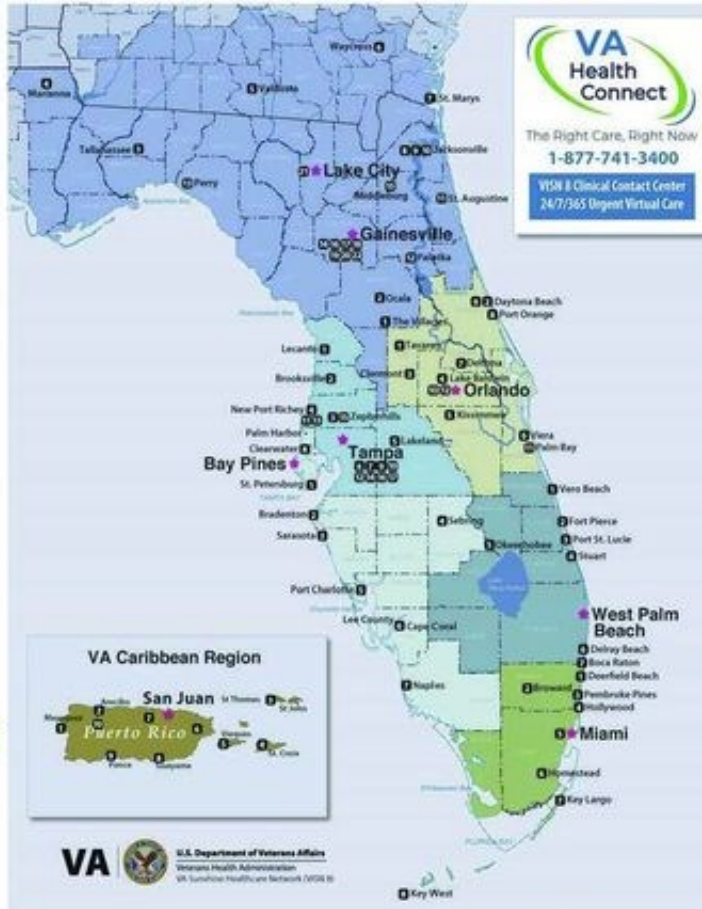 VA
Health
Connect
The Right Care, Right Now
1-877-741-3400
VISN 8 Clinical Contact Center
24/7/365 Urgent Virtual Care
Waycross
Marianna
Valdosta
St. Marys
Tallahassee
Jacksonville
Lake City
Perry
Middleburg
St. Augustine
Gainesville
Palatka
Ocala
Daytona Beach
Port Orange
The Villages
Lecanto
Tavares
Deltona
Clermont
Lake Baldwin
Brooksville
Orlando
New Port Richey
Zephyrhills
Kissimmee
Palm Harbor
Viera
Lakeland
Palm Bay
Clearwater
Tampa
Bay Pines
St. Petersburg
TAMPA BAY
Vero Beach
Bradenton
Sebring
Fort Pierce
Sarasota
Port St. Lucie
Okeechobee
Stuart
Port Charlotte
West Palm
Beach
Lee County
Cape Coral
Delray Beach
Boca Raton
Naples
Deerfield Beach
Broward
Pembroke Pines
Hollywood
Miami
Homestead
Key Largo
FLORIDA BAY
Key West
VA Caribbean Region
San Juan
St Thomas
St John
Arecibo
Puerto Rico
Vieques
St. Croix
Ponce
Guayama
VA
U.S. Department of Veterans Affairs
Veterans Health Administration
VA Sunshine Healthcare Network (VISN 8)